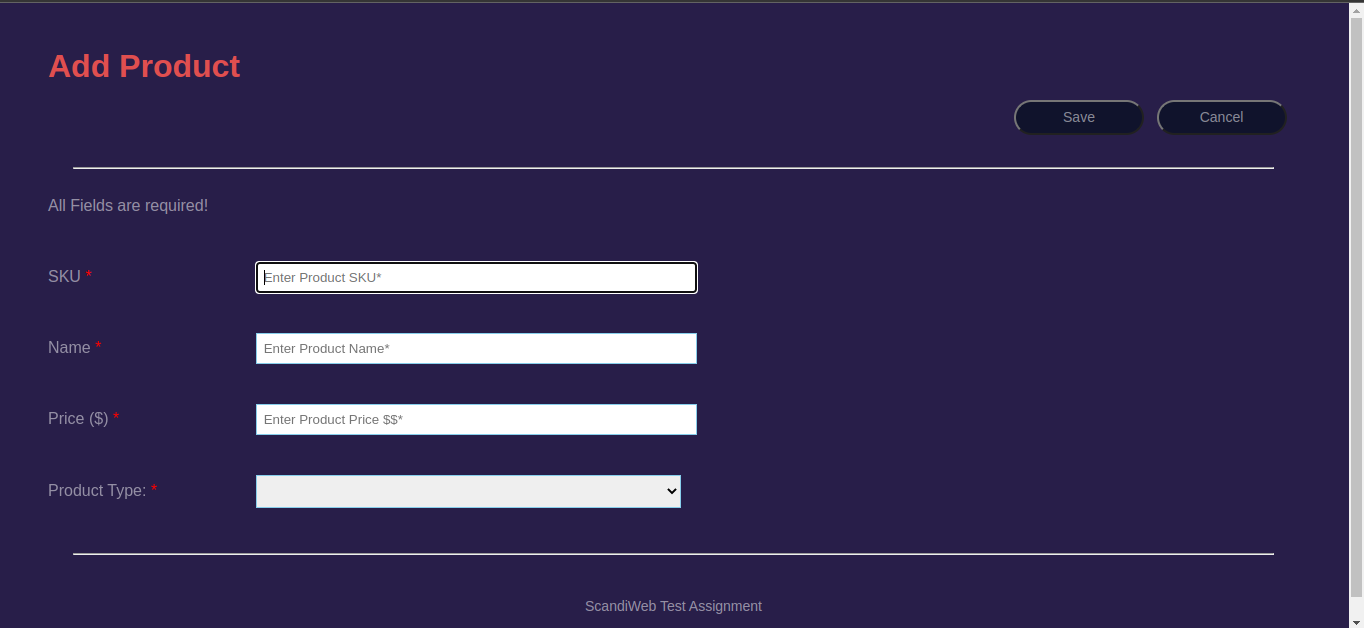 Add Product
Save Cancel
All Fields are required!
SKU * Enter Product SKU*
Name * Enter Product Name*
Price ($) * Enter Product Price $$*
Product Type: *
ScandiWeb Test Assignment